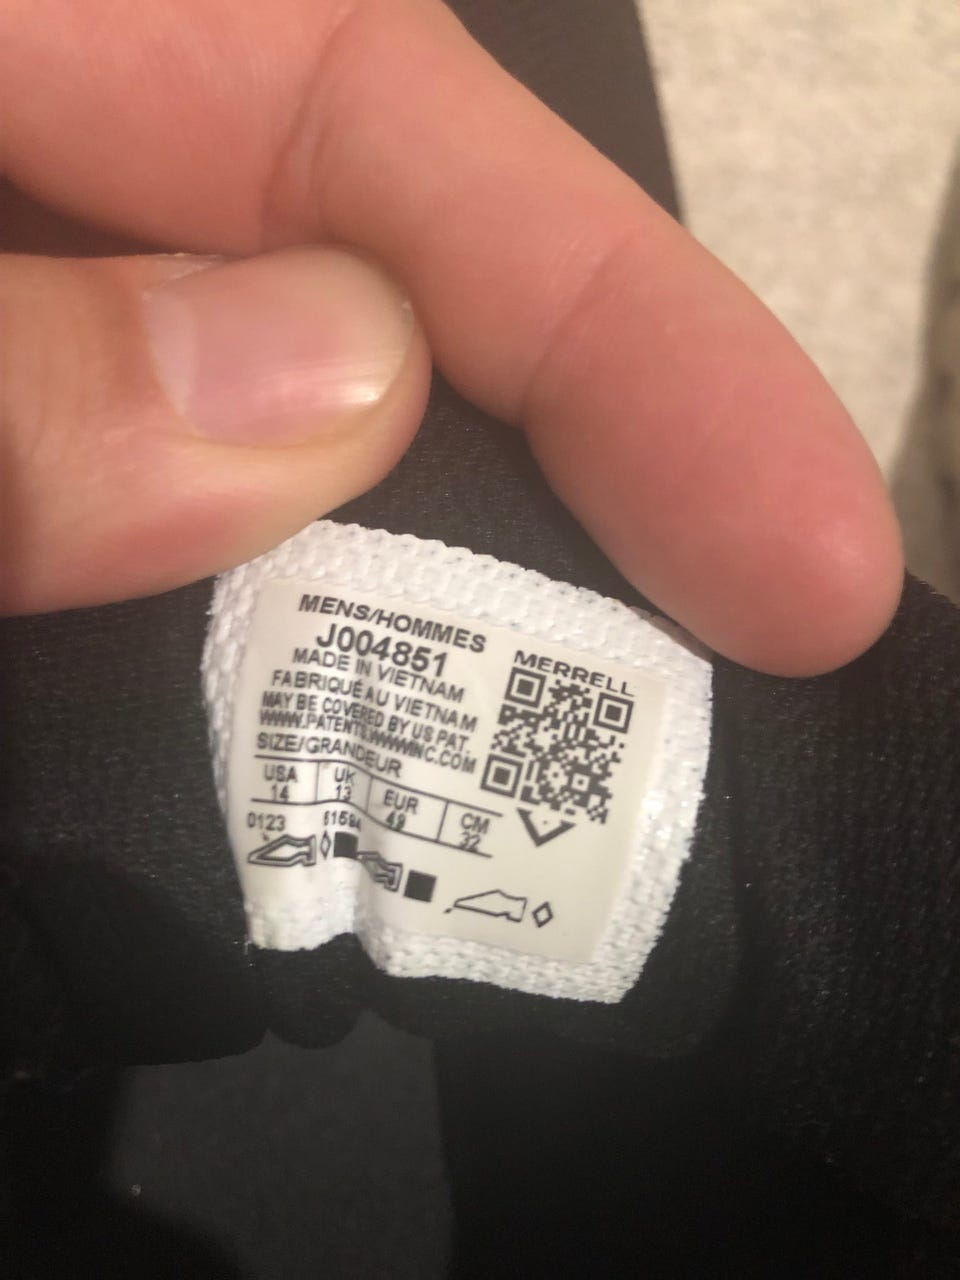 MENS/HOMMES
J004851
MADE IN VIETNAM
FABRIQUÉ AU VIETNAM
MAY BE COVERED BY US PAT.
WWW.PATENTS.WWWINC.COM
SIZE/GRANDEUR
USA UK EUR CM
14 13 49 32
0123
MERRELL